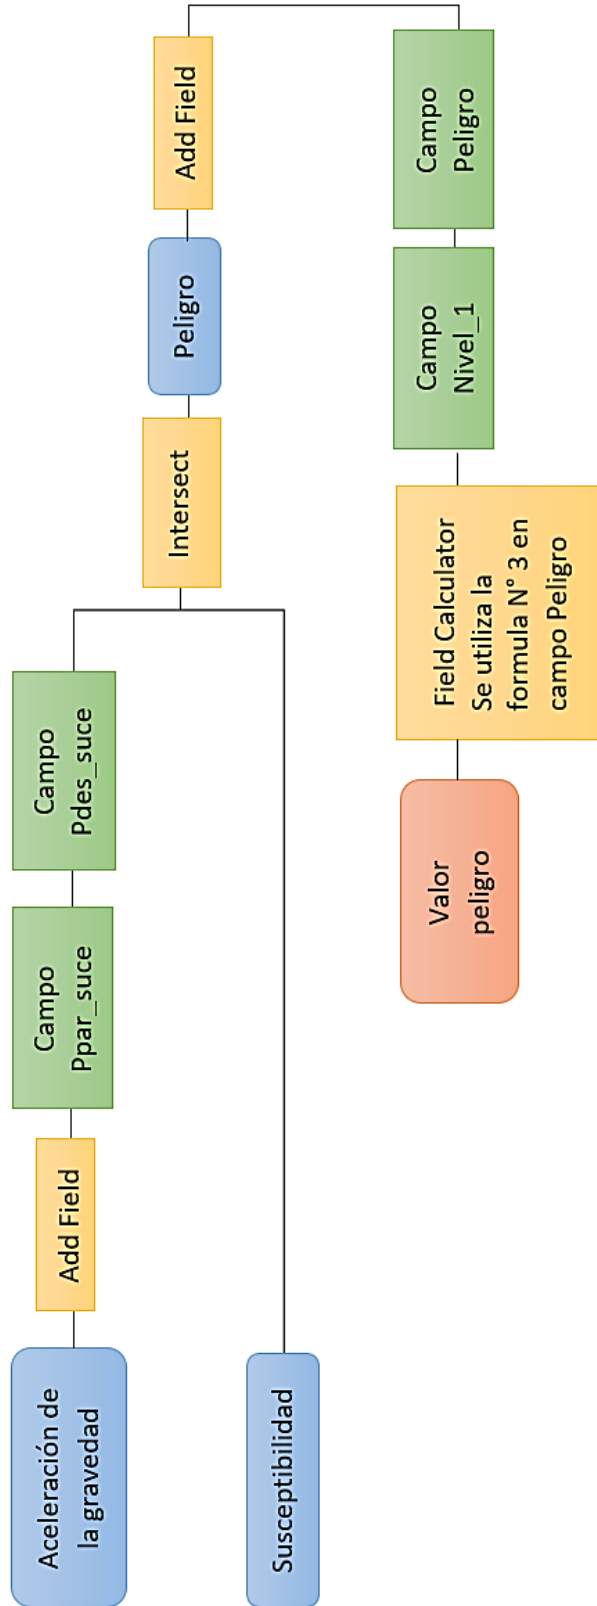 Aceleración de
la gravedad
Add Field
Campo
Ppar_suce
Campo
Pdes_suce
Susceptibilidad
Intersect
Peligro
Add Field
Valor
peligro
Field Calculator
Se utiliza la
formula N° 3 en
campo Peligro
Campo
Nivel_1
Campo
Peligro